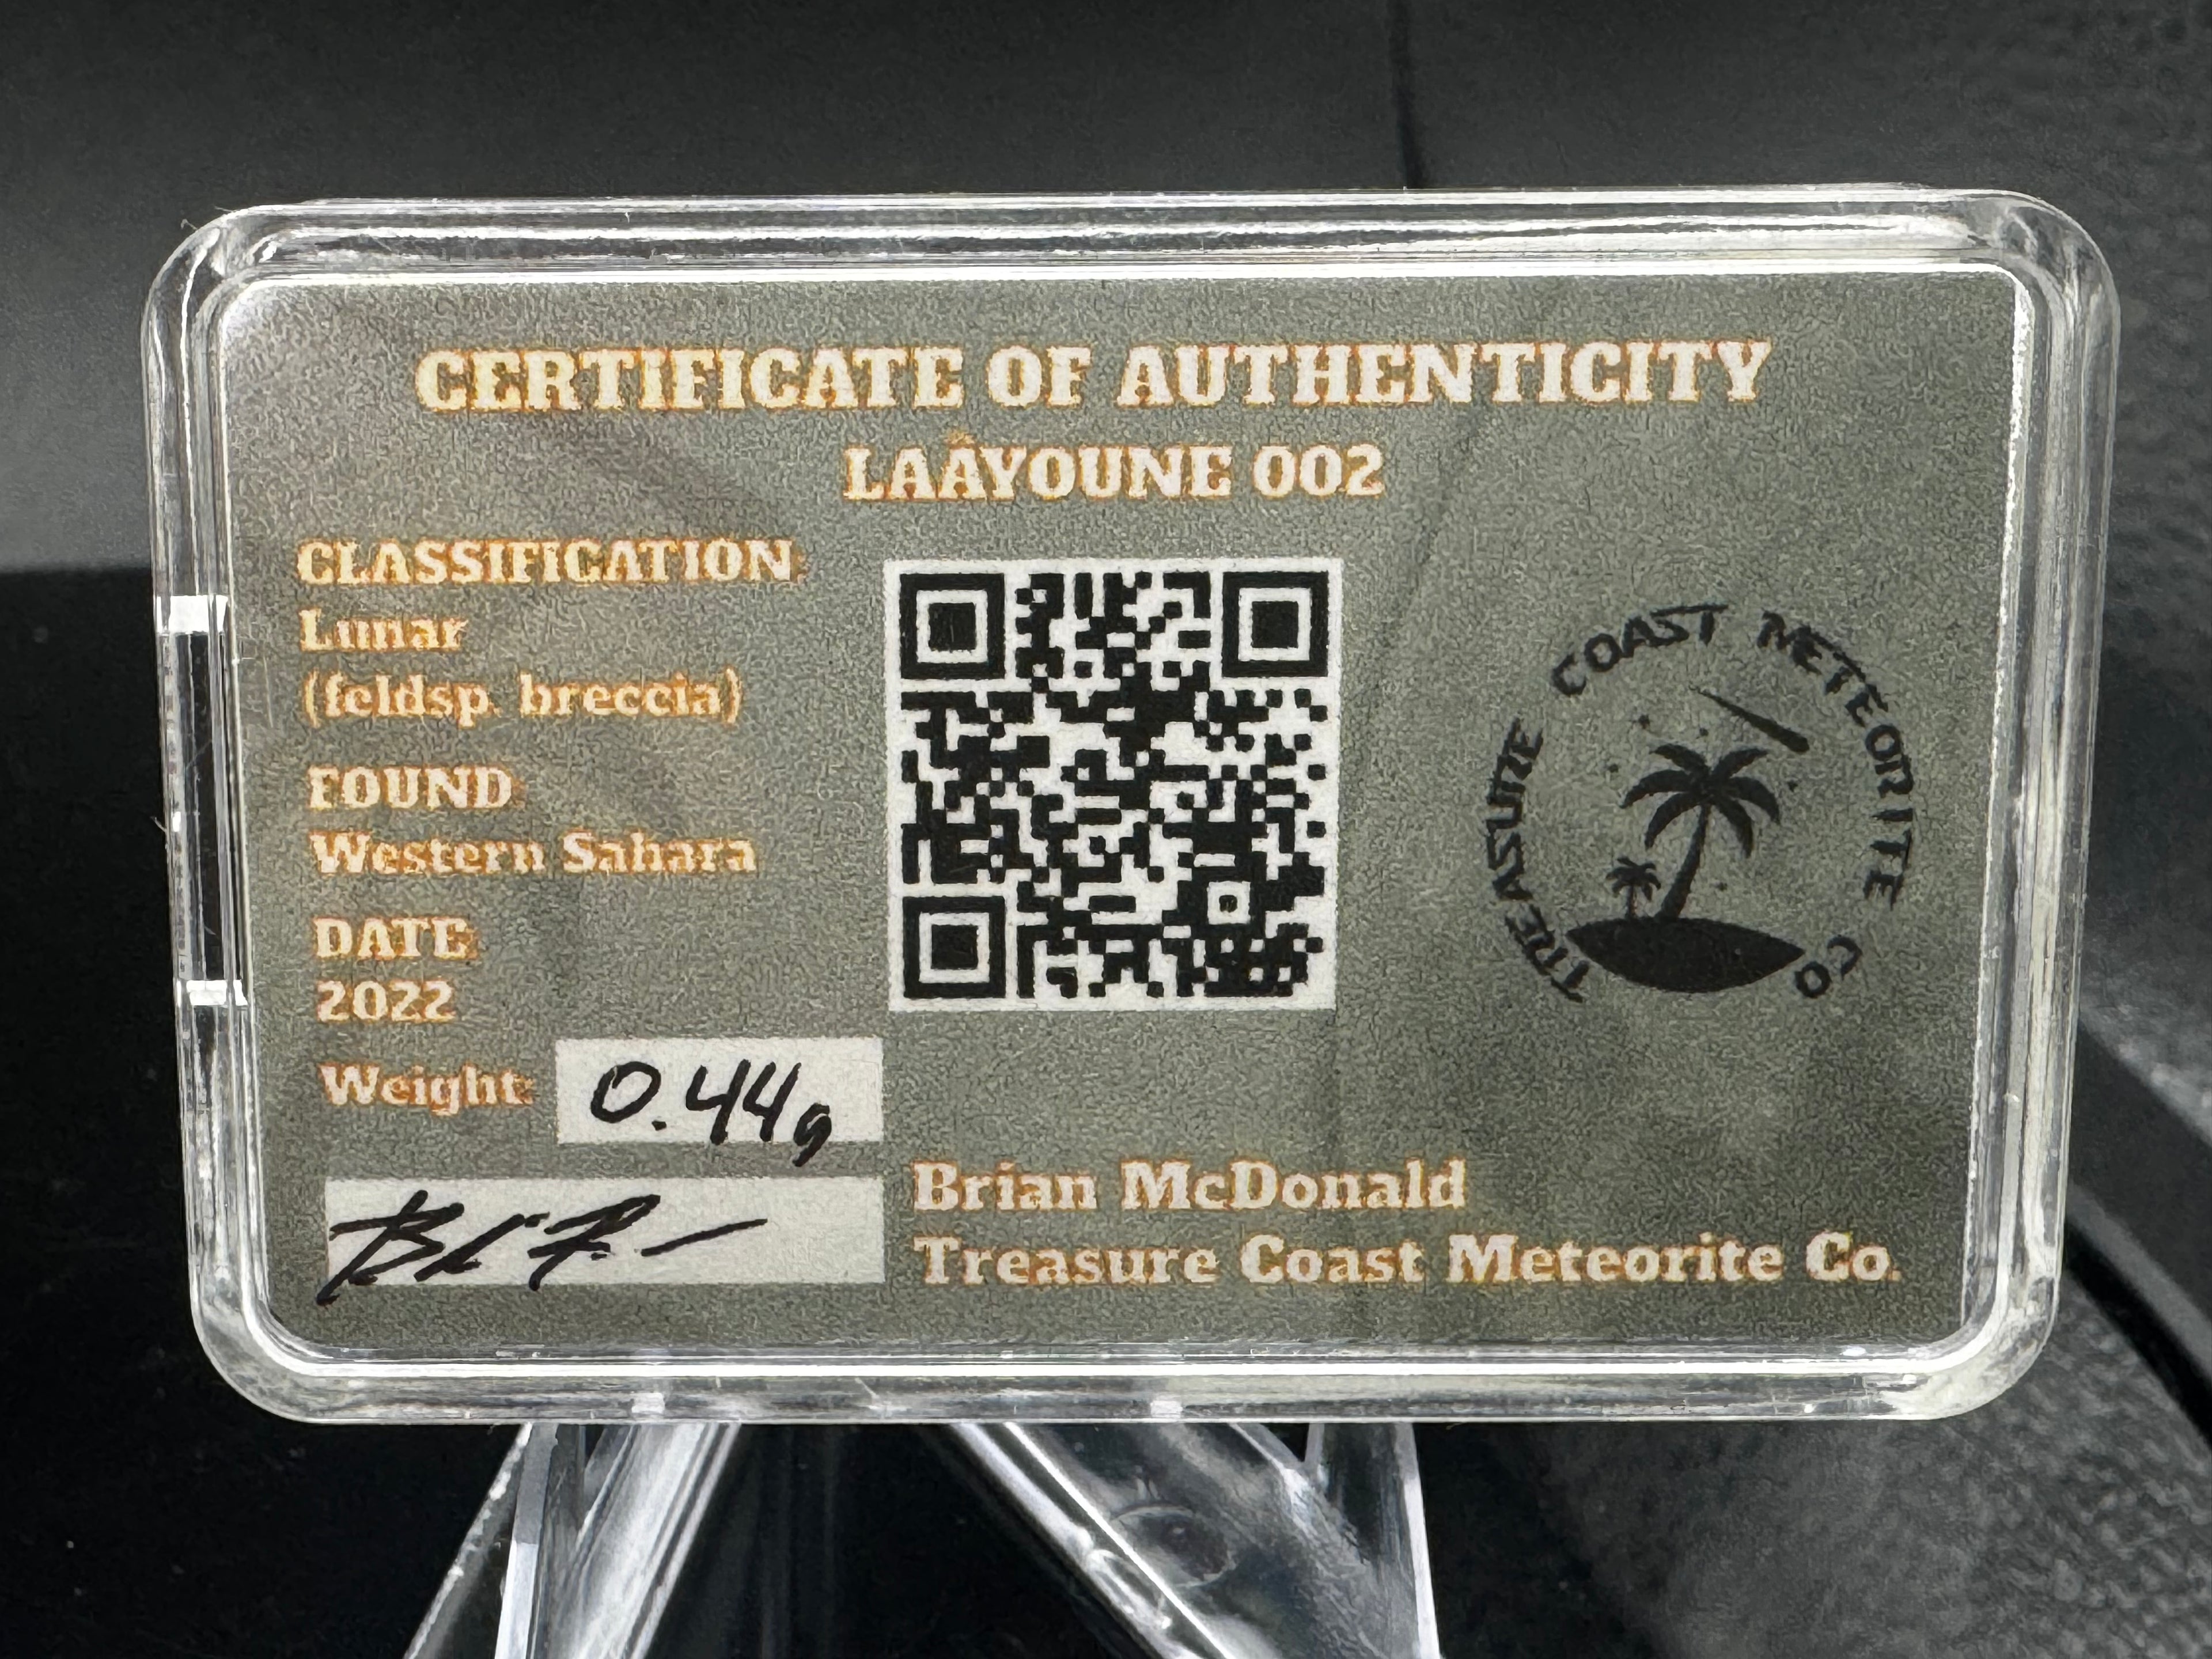 CERTIFICATE OF AUTHENTICITY
LAÂYOUNE 002
CLASSIFICATION:
Lunar
(feldsp. breccia)
FOUND:
Western Sahara
DATE:
2022
Weight: 0.44g
TREASURE COAST METEORITE CO
Brian McDonald
Treasure Coast Meteorite Co.